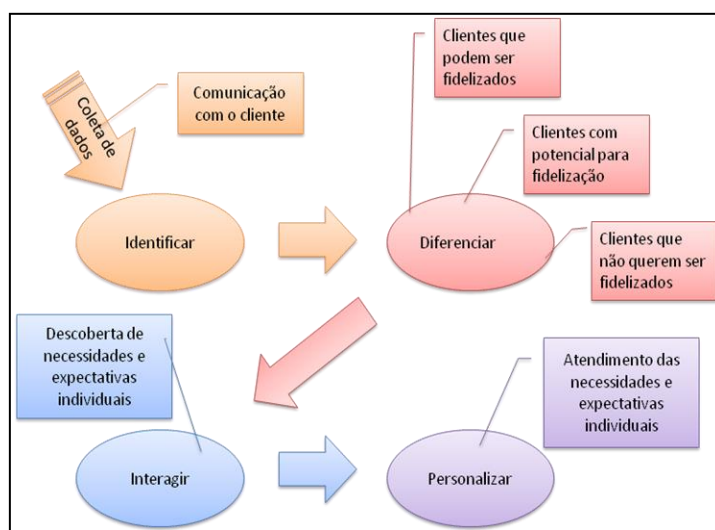 Coleta de
dados
Comunicação
com o cliente
Identificar
Clientes que
podem ser
fidelizados
Clientes com
potencial para
fidelização
Diferenciar
Clientes que
não querem ser
fidelizados
Descoberta de
necessidades e
expectativas
individuais
Interagir
Atendimento das
necessidades e
expectativas
individuais
Personalizar